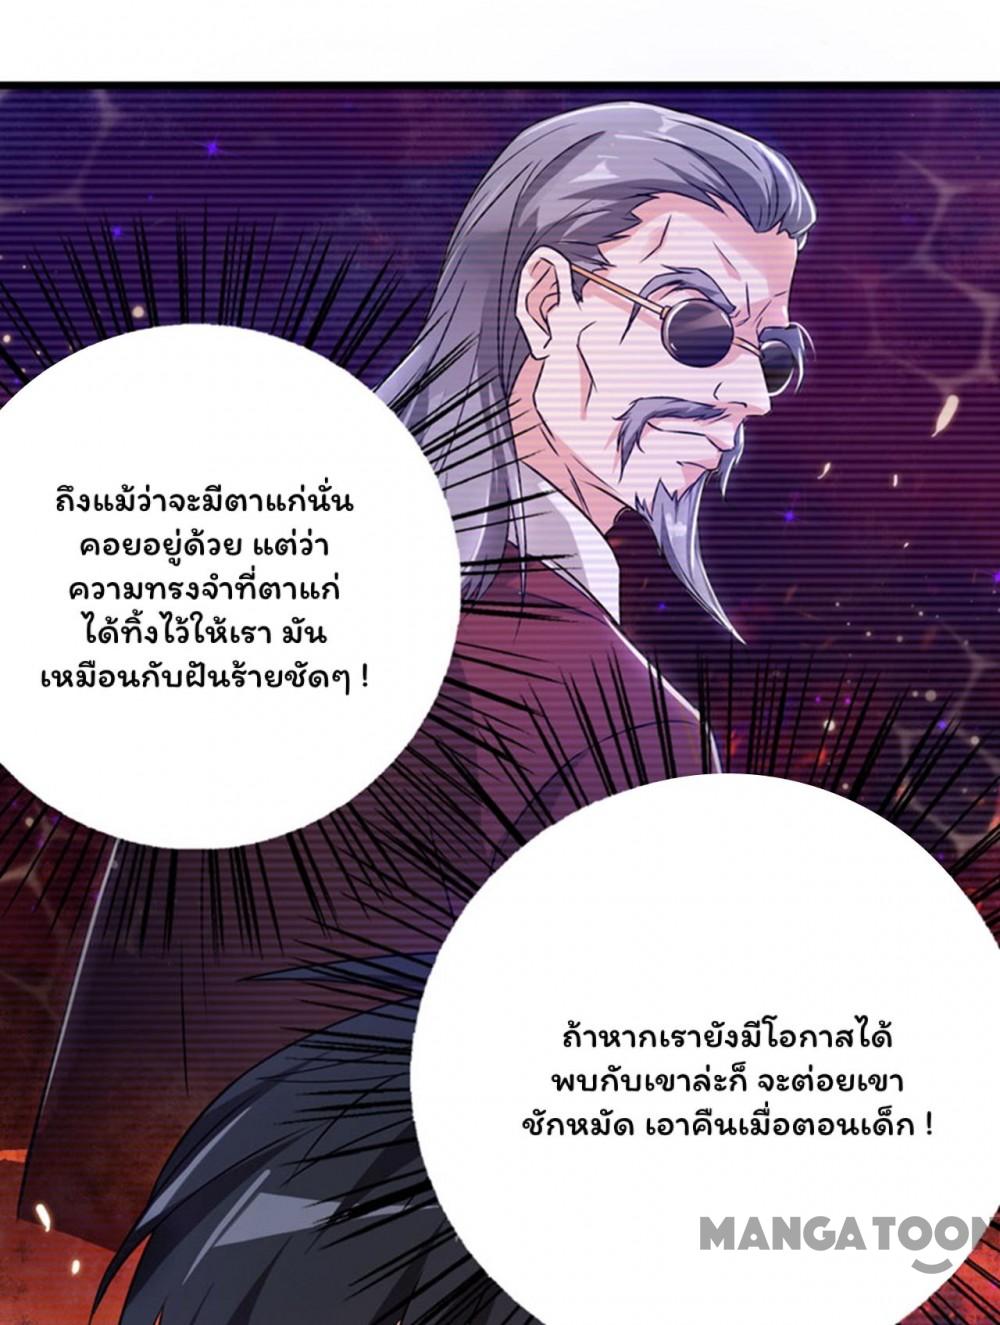 ถึงแม้ว่าจะมีตาแก่นั่น
คอยอยู่ด้วย แต่ว่า
ความทรงจำที่ตาแก่
ได้ทิ้งไว้ให้เรา มัน
เหมือนกับฝันร้ายชัดๆ !
ถ้าหากเรายังมีโอกาสได้
พบกับเขาล่ะก็ จะต่อยเขา
ชักหมัด เอาคืนเมื่อตอนเด็ก !
MANGATOON